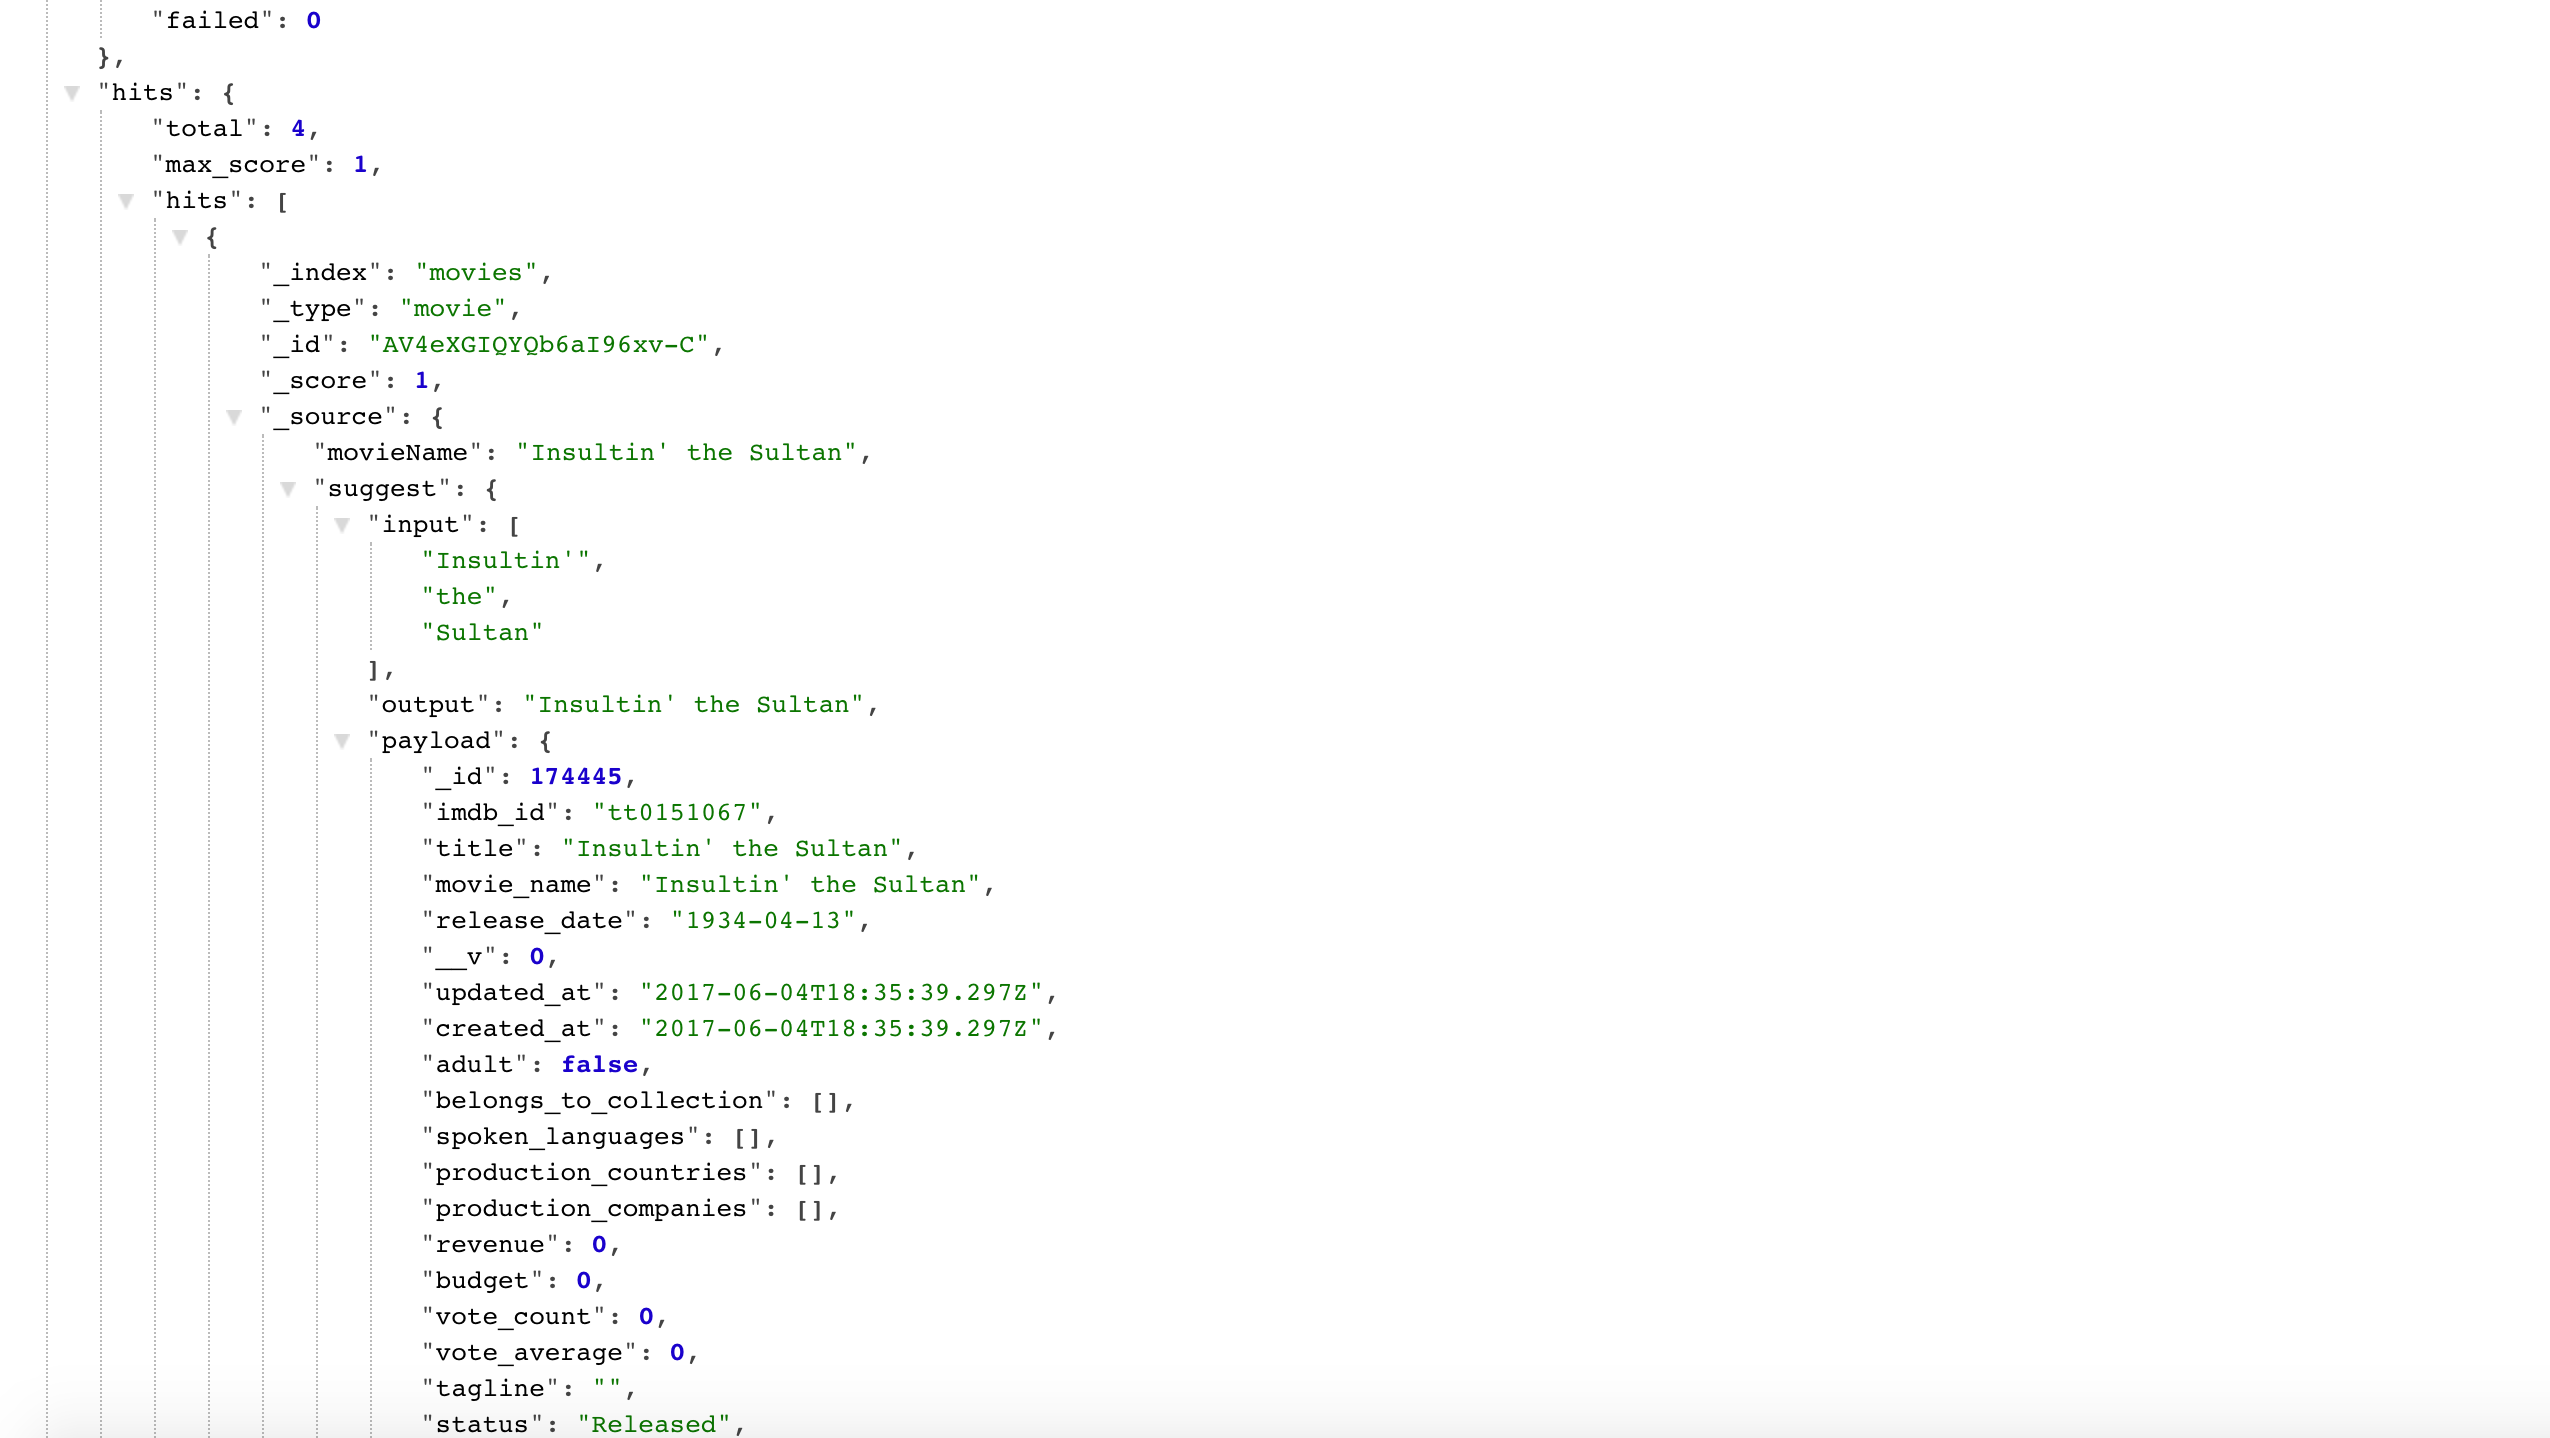 "failed": 0
},
"hits": {
"total": 4,
"max_score": 1,
"hits": [
{
"_index": "movies",
"_type": "movie",
"_id": "AV4eXGIQYQb6aI96xv-C",
"_score": 1,
"_source": {
"movieName": "Insultin' the Sultan",
"suggest": {
"input": [
"Insultin'",
"the",
"Sultan"
],
"output": "Insultin' the Sultan",
"payload": {
"_id": 174445,
"imdb_id": "tt0151067",
"title": "Insultin' the Sultan",
"movie_name": "Insultin' the Sultan",
"release_date": "1934-04-13",
"__v": 0,
"updated_at": "2017-06-04T18:35:39.297Z",
"created_at": "2017-06-04T18:35:39.297Z",
"adult": false,
"belongs_to_collection": [],
"spoken_languages": [],
"production_countries": [],
"production_companies": [],
"revenue": 0,
"budget": 0,
"vote_count": 0,
"vote_average": 0,
"tagline": "",
"status": "Released",